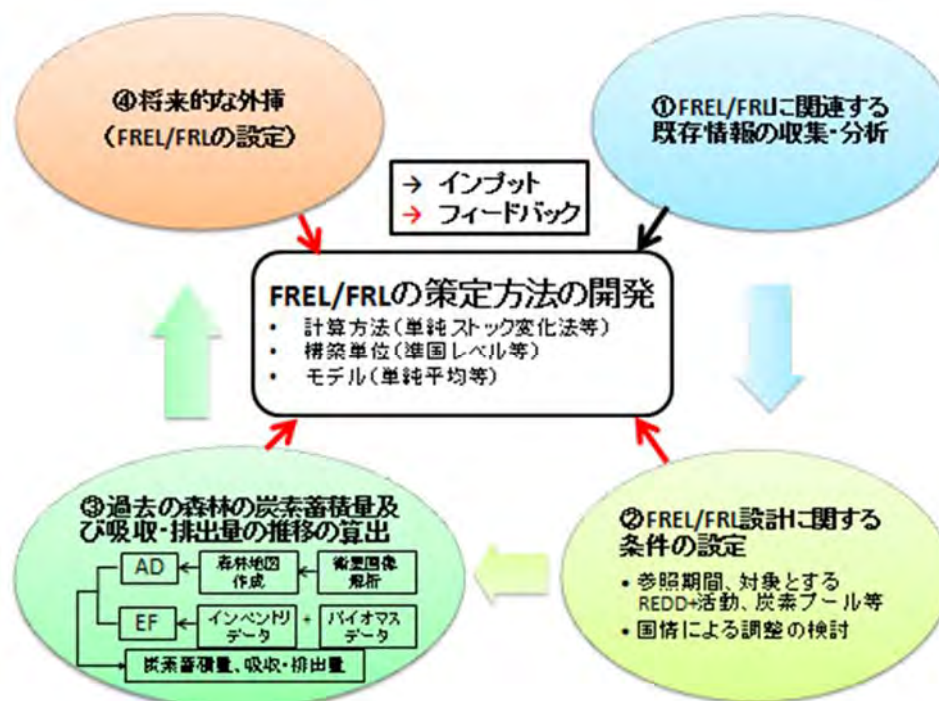 ④将来的な外挿
（FREL/FRLの設定）
①FREL/FRLに関連する
既存情報の収集・分析
→ インプット
→ フィードバック
FREL/FRLの策定方法の開発
• 計算方法（単純ストック変化法等）
• 構築単位（準国レベル等）
• モデル（単純平均等）
③過去の森林の炭素蓄積量及
び吸収・排出量の推移の算出
AD
森林地図
作成
衛星画像
解析
EF
インベントリ
データ
+
バイオマス
データ
炭素蓄積量、吸収・排出量
②FREL/FRL設計に関する
条件の設定
• 参照期間、対象とする
REDD+活動、炭素プール等
• 国情による調整の検討